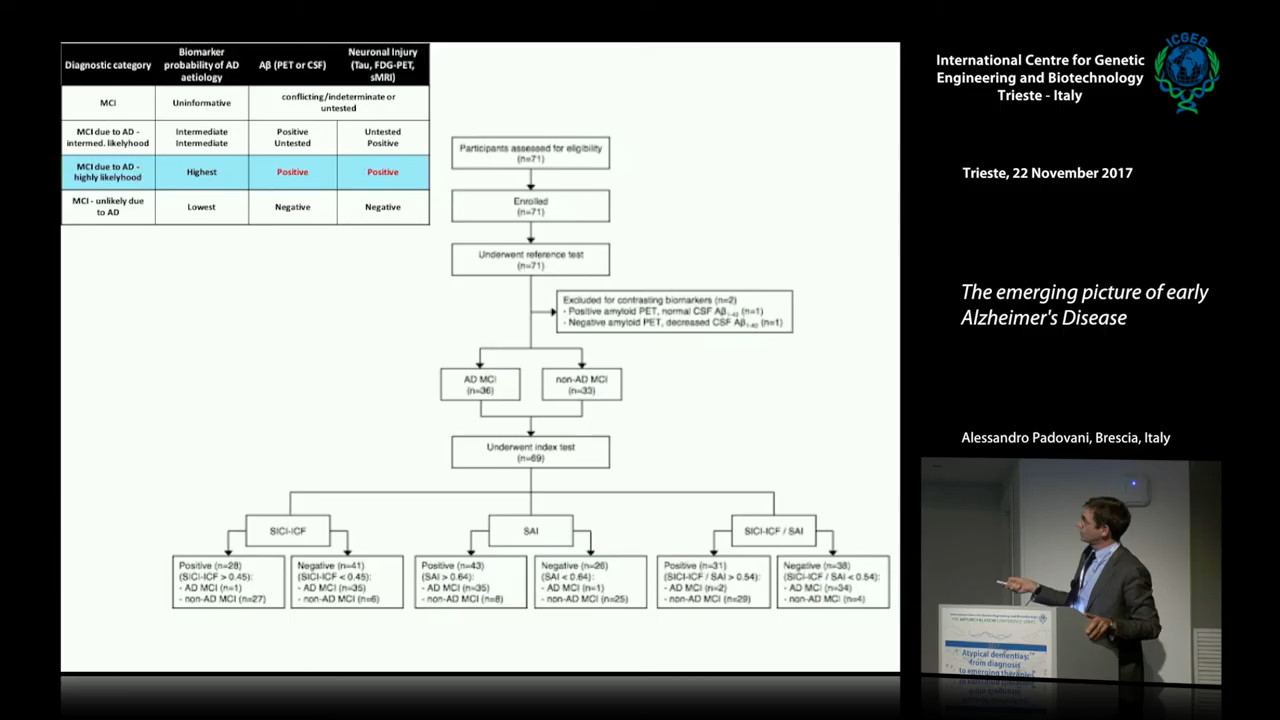 Diagnostic category
Biomarker
probability of AD
aetiology
Aβ (PET or CSF)
Neuronal Injury
(Tau, FDG-PET,
sMRI)
MCI
Uninformative
conflicting/indeterminate or
untested
MCI due to AD -
intermed. likelyhood
Intermediate
Intermediate
Positive
Untested
Untested
Positive
MCI due to AD -
highly likelyhood
Highest
Positive
Positive
MCI - unlikely due
to AD
Lowest
Negative
Negative
Participants assessed for eligibility
(n=71)
Enrolled
(n=71)
Underwent reference test
(n=71)
Excluded for contrasting biomarkers (n=2)
- Positive amyloid PET, normal CSF Aβ1-42 (n=1)
- Negative amyloid PET, decreased CSF Aβ1-42 (n=1)
AD MCI
(n=36)
non-AD MCI
(n=33)
Underwent index test
(n=69)
SICI-ICF
SAI
SICI-ICF / SAI
Positive (n=28)
(SICI-ICF > 0.45):
- AD MCI (n=1)
- non-AD MCI (n=27)
Negative (n=41)
(SICI-ICF < 0.45):
- AD MCI (n=35)
- non-AD MCI (n=6)
Positive (n=43)
(SAI > 0.64):
- AD MCI (n=35)
- non-AD MCI (n=8)
Negative (n=26)
(SAI < 0.64):
- AD MCI (n=1)
- non-AD MCI (n=25)
Positive (n=31)
(SICI-ICF / SAI > 0.54):
- AD MCI (n=2)
- non-AD MCI (n=29)
Negative (n=38)
(SICI-ICF / SAI < 0.54):
- AD MCI (n=34)
- non-AD MCI (n=4)
International Centre for Genetic
Engineering and Biotechnology
Trieste - Italy
ICGEB
Trieste, 22 November 2017
The emerging picture of early
Alzheimer's Disease
Alessandro Padovani, Brescia, Italy
Atypical dementias:
from diagnosis
to emerging therapies